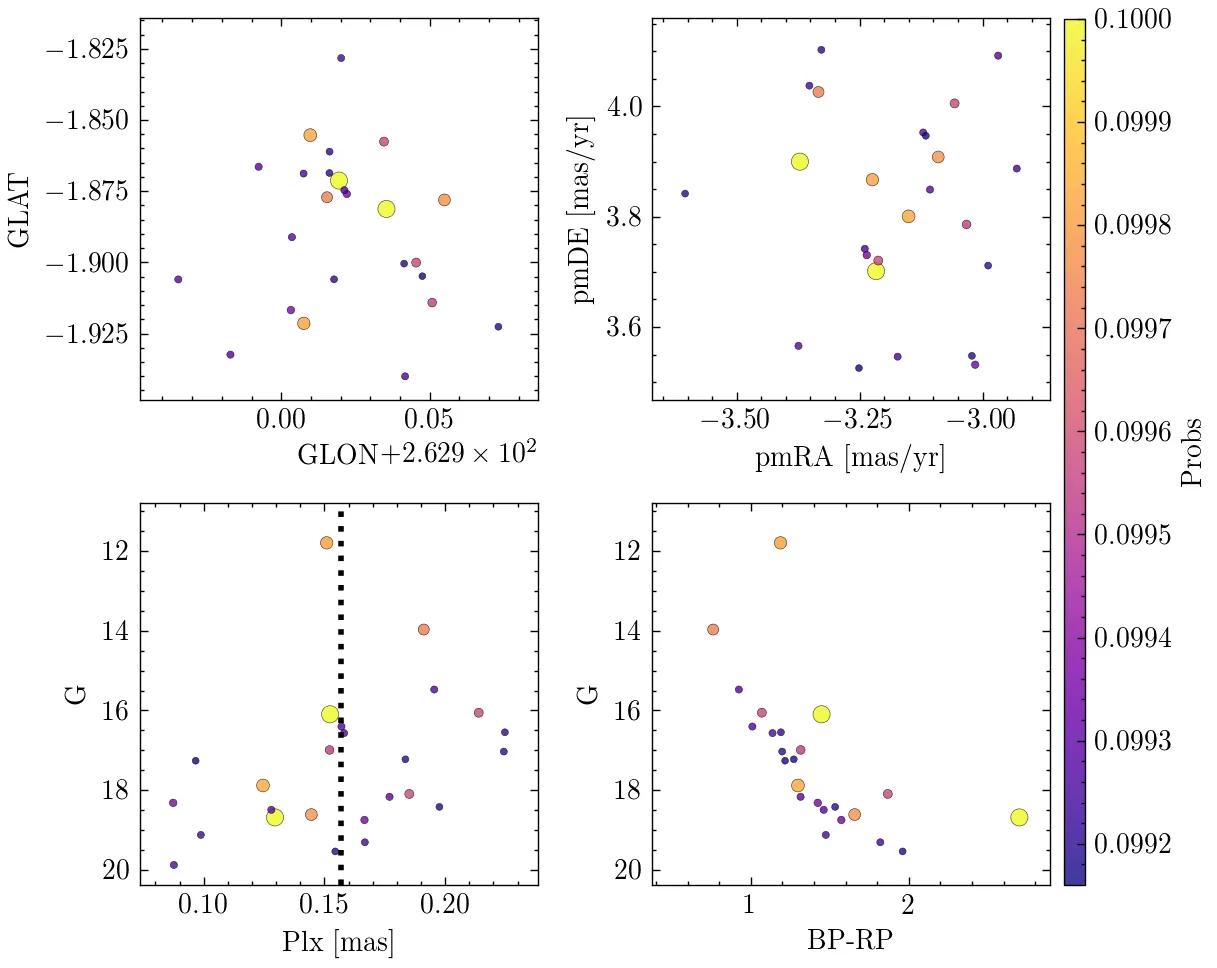 −1.825
−1.850
−1.875
−1.900
−1.925
GLAT
0.00 0.05
GLON+2.629 × 10²
4.0
3.8
3.6
pmDE [mas/yr]
−3.50 −3.25 −3.00
pmRA [mas/yr]
12
14
16
18
20
G
0.10 0.15 0.20
Plx [mas]
12
14
16
18
20
G
1 2
BP-RP
0.1000
0.0999
0.0998
0.0997
0.0996
0.0995
0.0994
0.0993
0.0992
Probs